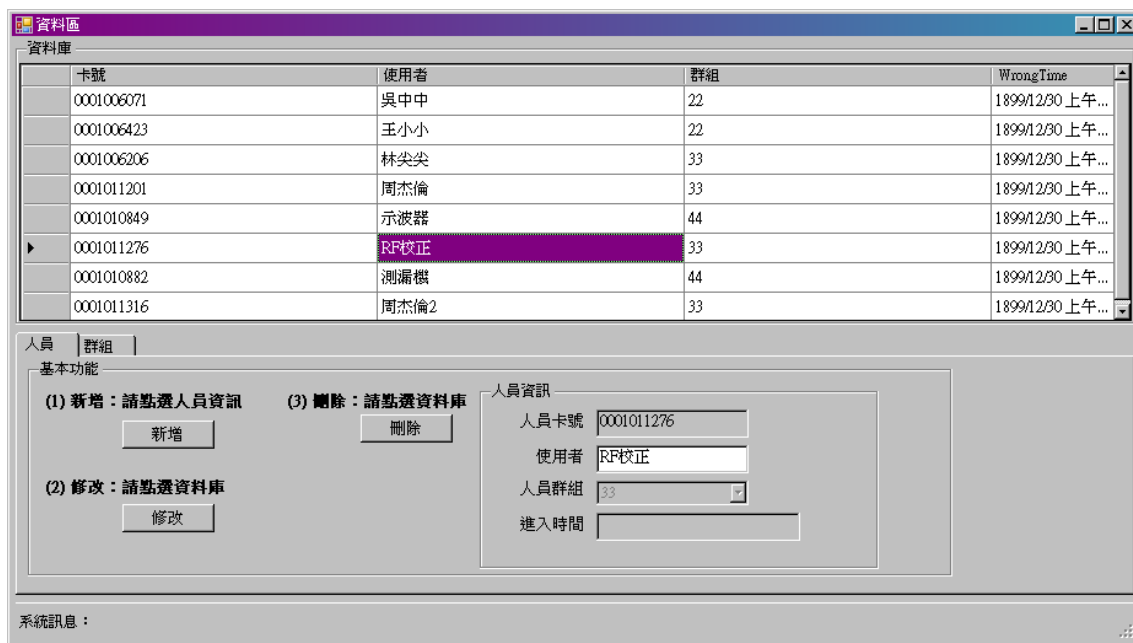 資料區
資料庫
卡號 使用者 群組 WrongTime
0001006071 吳中中 22 1899/12/30 上午...
0001006423 王小小 22 1899/12/30 上午...
0001006206 林尖尖 33 1899/12/30 上午...
0001011201 周杰倫 33 1899/12/30 上午...
0001010849 示波器 44 1899/12/30 上午...
0001011276 RF校正 33 1899/12/30 上午...
0001010882 測漏機 44 1899/12/30 上午...
0001011316 周杰倫2 33 1899/12/30 上午...
人員 群組
基本功能
(1) 新增：請點選人員資訊
新增
(2) 修改：請點選資料庫
修改
(3) 刪除：請點選資料庫
刪除
人員資訊
人員卡號 0001011276
使用者 RF校正
人員群組 33
進入時間
系統訊息：